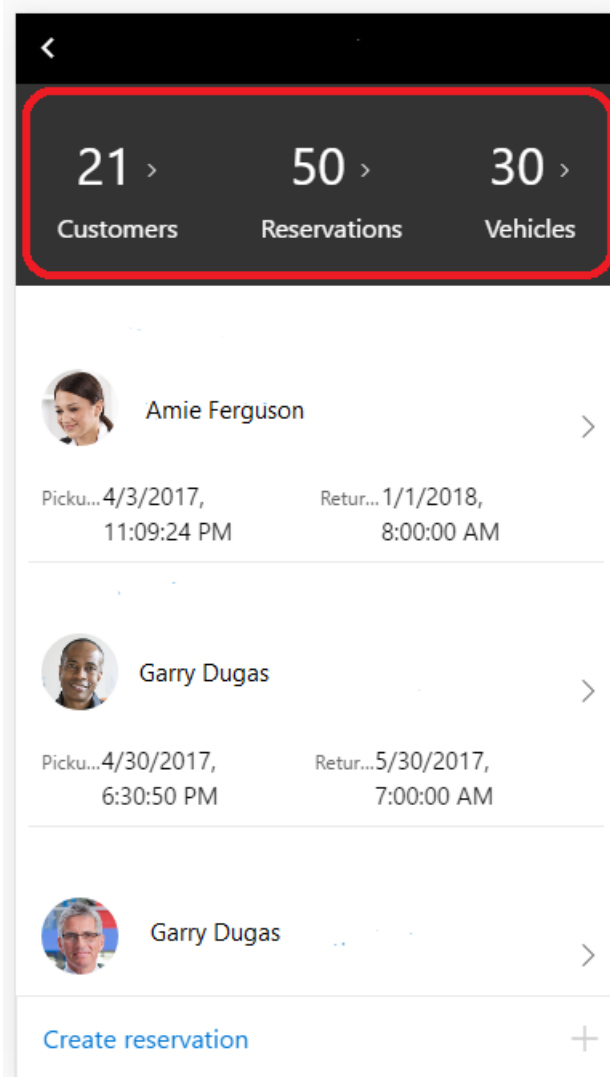 21 50 30
Customers Reservations Vehicles
Amie Ferguson
Picku... 4/3/2017, Retur... 1/1/2018,
11:09:24 PM 8:00:00 AM
Garry Dugas
Picku... 4/30/2017, Retur... 5/30/2017,
6:30:50 PM 7:00:00 AM
Garry Dugas
Create reservation